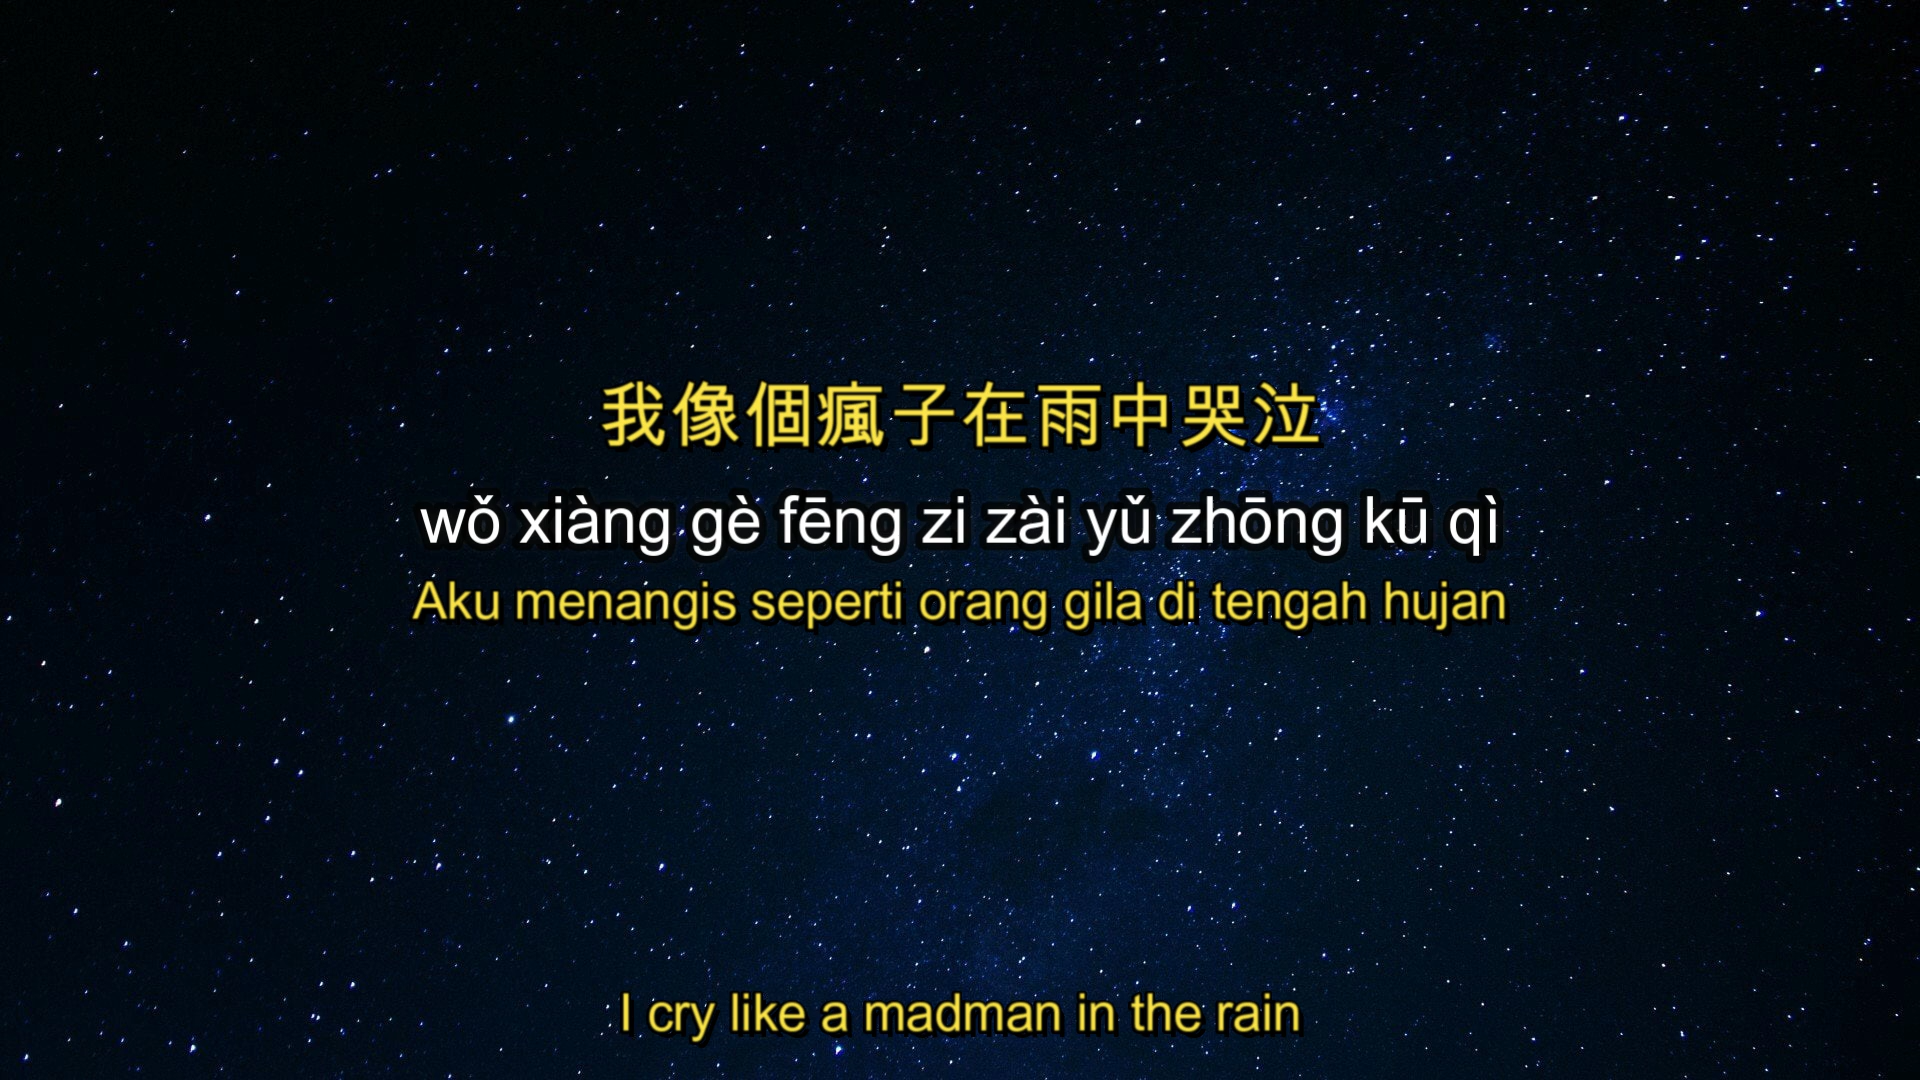 我像個瘋子在雨中哭泣
wǒ xiàng gè fēng zi zài yǔ zhōng kū qì
Aku menangis seperti orang gila di tengah hujan
I cry like a madman in the rain